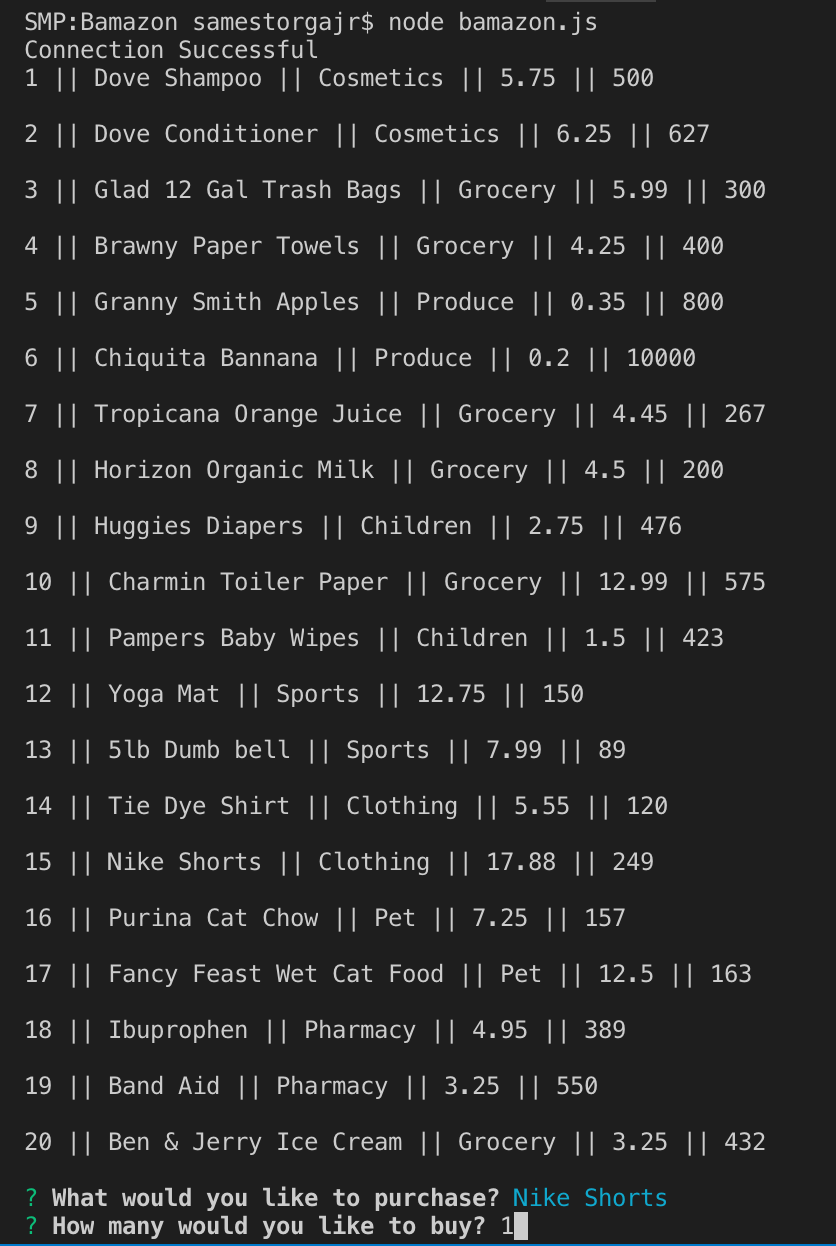 SMP:Bamazon samestorgajr$ node bamazon.js
Connection Successful
1 || Dove Shampoo || Cosmetics || 5.75 || 500
2 || Dove Conditioner || Cosmetics || 6.25 || 627
3 || Glad 12 Gal Trash Bags || Grocery || 5.99 || 300
4 || Brawny Paper Towels || Grocery || 4.25 || 400
5 || Granny Smith Apples || Produce || 0.35 || 800
6 || Chiquita Bannana || Produce || 0.2 || 10000
7 || Tropicana Orange Juice || Grocery || 4.45 || 267
8 || Horizon Organic Milk || Grocery || 4.5 || 200
9 || Huggies Diapers || Children || 2.75 || 476
10 || Charmin Toiler Paper || Grocery || 12.99 || 575
11 || Pampers Baby Wipes || Children || 1.5 || 423
12 || Yoga Mat || Sports || 12.75 || 150
13 || 5lb Dumb bell || Sports || 7.99 || 89
14 || Tie Dye Shirt || Clothing || 5.55 || 120
15 || Nike Shorts || Clothing || 17.88 || 249
16 || Purina Cat Chow || Pet || 7.25 || 157
17 || Fancy Feast Wet Cat Food || Pet || 12.5 || 163
18 || Ibuprophen || Pharmacy || 4.95 || 389
19 || Band Aid || Pharmacy || 3.25 || 550
20 || Ben & Jerry Ice Cream || Grocery || 3.25 || 432
? What would you like to purchase? Nike Shorts
? How many would you like to buy? 1